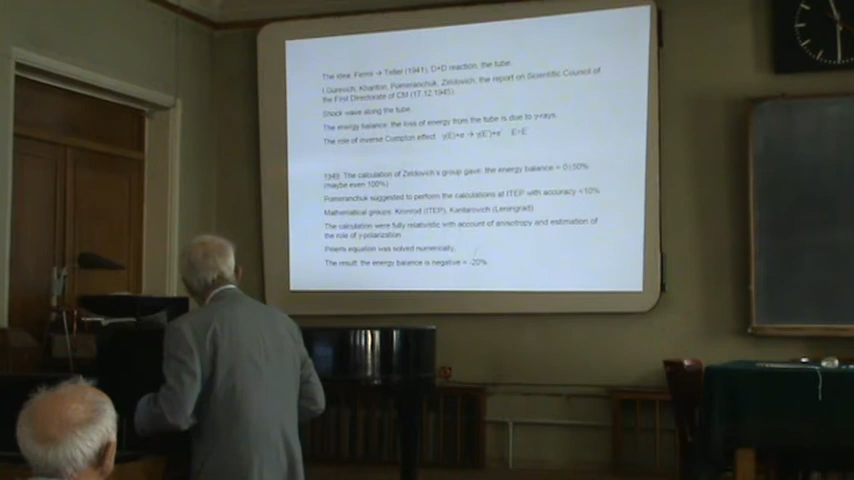 The idea: Fermi → Teller (1941), D+D reaction, the tube.
I.Gurevich, Khariton, Pomeranchuk, Zeldovich, the report on Scientific Council of
the First Directorate of CM (17.12.1945).
Shock wave along the tube.
The energy balance: the loss of energy from the tube is due to γ-rays.
The role of inverse Compton effect γ(E)+e → γ(E')+e' E'>E
1949: The calculation of Zeldovich's group gave: the energy balance = 0±50%
(maybe even 100%)
Pomeranchuk suggested to perform the calculations at ITEP with accuracy <10%
Mathematical groups: Kronrod (ITEP), Kantarovich (Leningrad)
The calculation were fully relativistic with account of anisotropy and estimation of
the role of γ-polarization
Peierls equation was solved numerically.
The result: the energy balance is negative = -20%